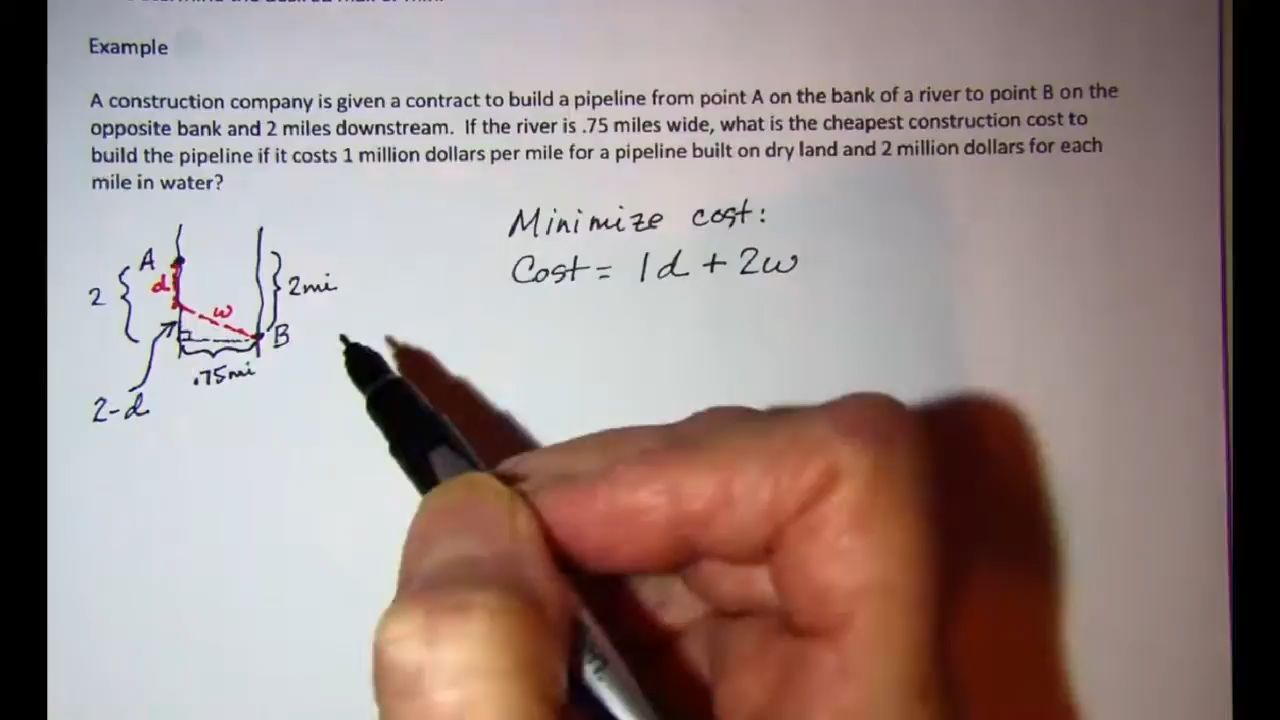 Example
A construction company is given a contract to build a pipeline from point A on the bank of a river to point B on the
opposite bank and 2 miles downstream. If the river is .75 miles wide, what is the cheapest construction cost to
build the pipeline if it costs 1 million dollars per mile for a pipeline built on dry land and 2 million dollars for each
mile in water?
Minimize cost:
Cost = 1d + 2w
A
2
d
2mi
w
B
.75mi
2-d